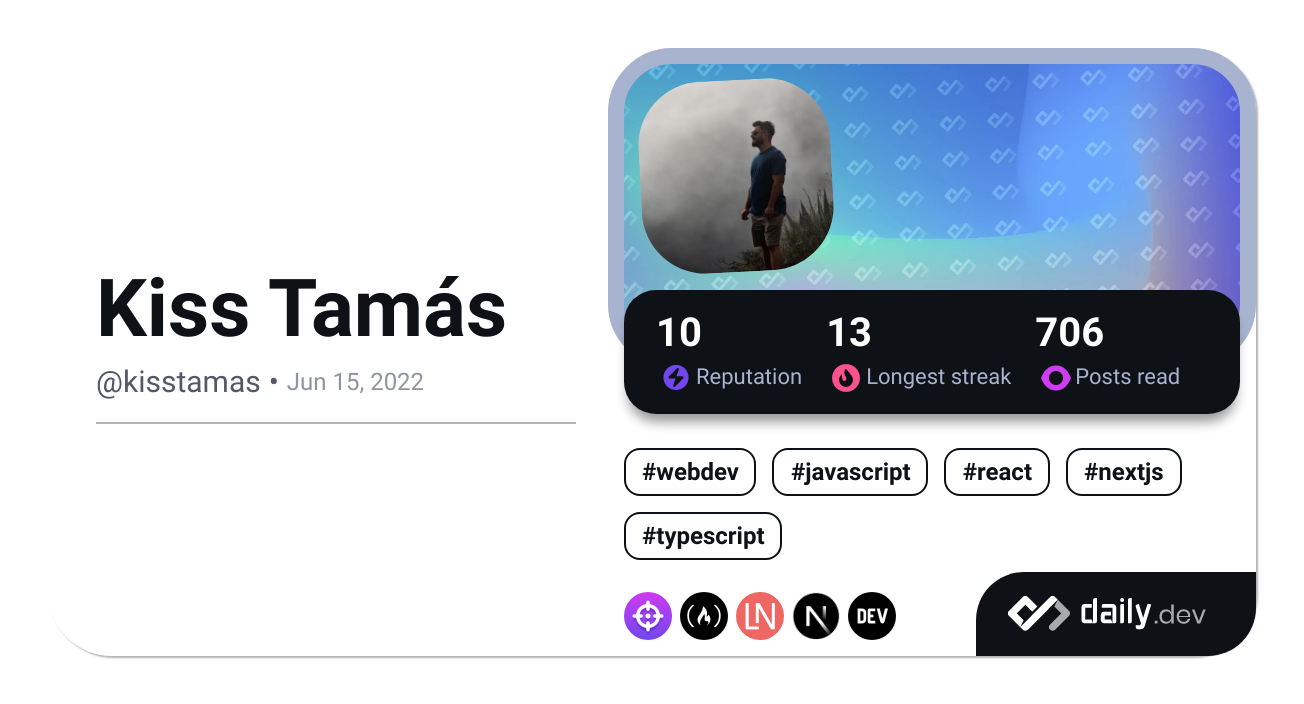 Kiss Tamás
@kisstamas • Jun 15, 2022
10 13 706
Reputation Longest streak Posts read
#webdev #javascript #react #nextjs
#typescript
LN N DEV
daily.dev